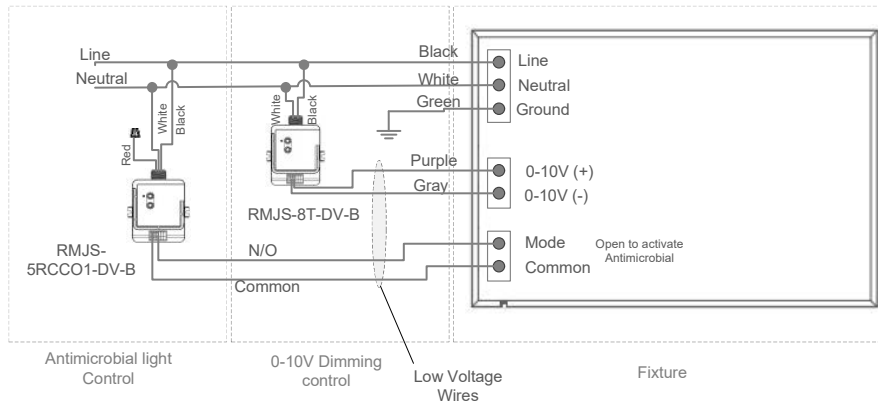 Line
Neutral
Black
White
Green
Line
Neutral
Ground
White
Black
Red
White
Black
Purple
Gray
0-10V (+)
0-10V (-)
RMJS-8T-DV-B
RMJS-
5RCCO1-DV-B
N/O
Common
Mode
Common
Open to activate
Antimicrobial
Antimicrobial light
Control
0-10V Dimming
control
Low Voltage
Wires
Fixture